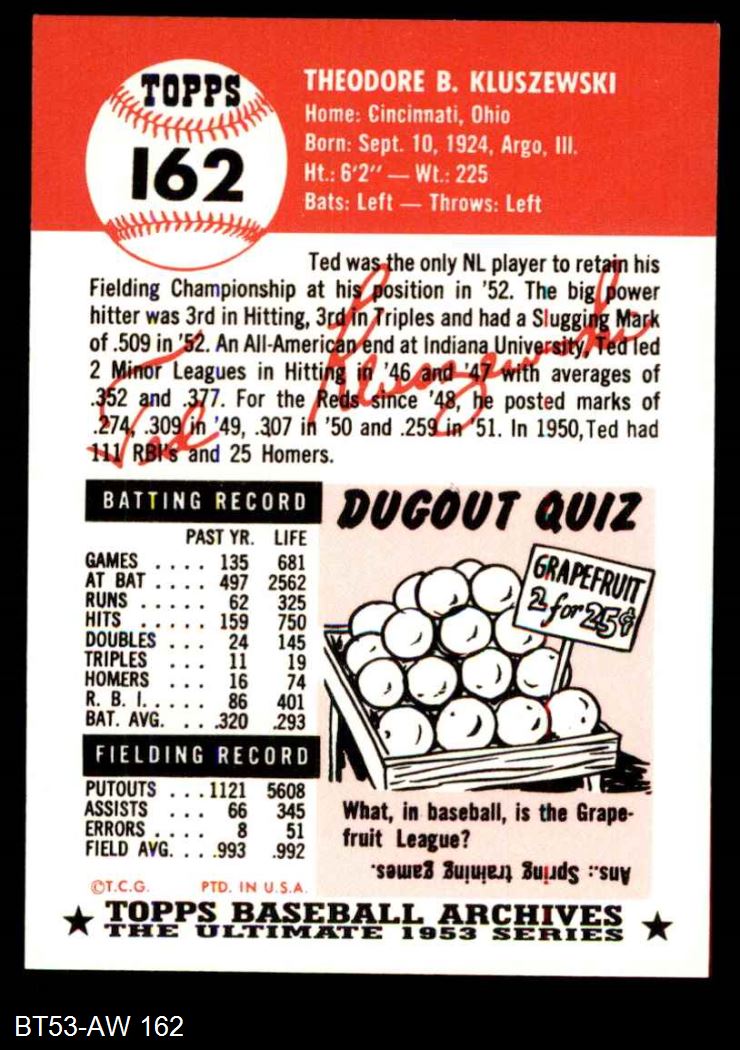 TOPPS
162
THEODORE B. KLUSZEWSKI
Home: Cincinnati, Ohio
Born: Sept. 10, 1924, Argo, Ill.
Ht.: 6'2" — Wt.: 225
Bats: Left — Throws: Left
Ted was the only NL player to retain his
Fielding Championship at his position in '52. The big power
hitter was 3rd in Hitting, 3rd in Triples and had a Slugging Mark
of .509 in '52. An All-American end at Indiana University, Ted led
2 Minor Leagues in Hitting in '46 and '47 with averages of
.352 and .377. For the Reds since '48, he posted marks of
.274, .309 in '49, .307 in '50 and .259 in '51. In 1950, Ted had
111 RBI's and 25 Homers.
Ted Kluszewski
BATTING RECORD
PAST YR. LIFE
GAMES .... 135 681
AT BAT .... 497 2562
RUNS ..... 62 325
HITS ..... 159 750
DOUBLES ... 24 145
TRIPLES ... 11 19
HOMERS ... 16 74
R. B. I...... 86 401
BAT. AVG. ... .320 .293
FIELDING RECORD
PUTOUTS ...1121 5608
ASSISTS .... 66 345
ERRORS .... 8 51
FIELD AVG. ... .993 .992
©T.C.G. PTD. IN U.S.A.
DUGOUT QUIZ
GRAPEFRUIT
2 for 25¢
What, in baseball, is the Grape-
fruit League?
Ans.: Spring training games.
TOPPS BASEBALL ARCHIVES
THE ULTIMATE 1953 SERIES
BT53-AW 162